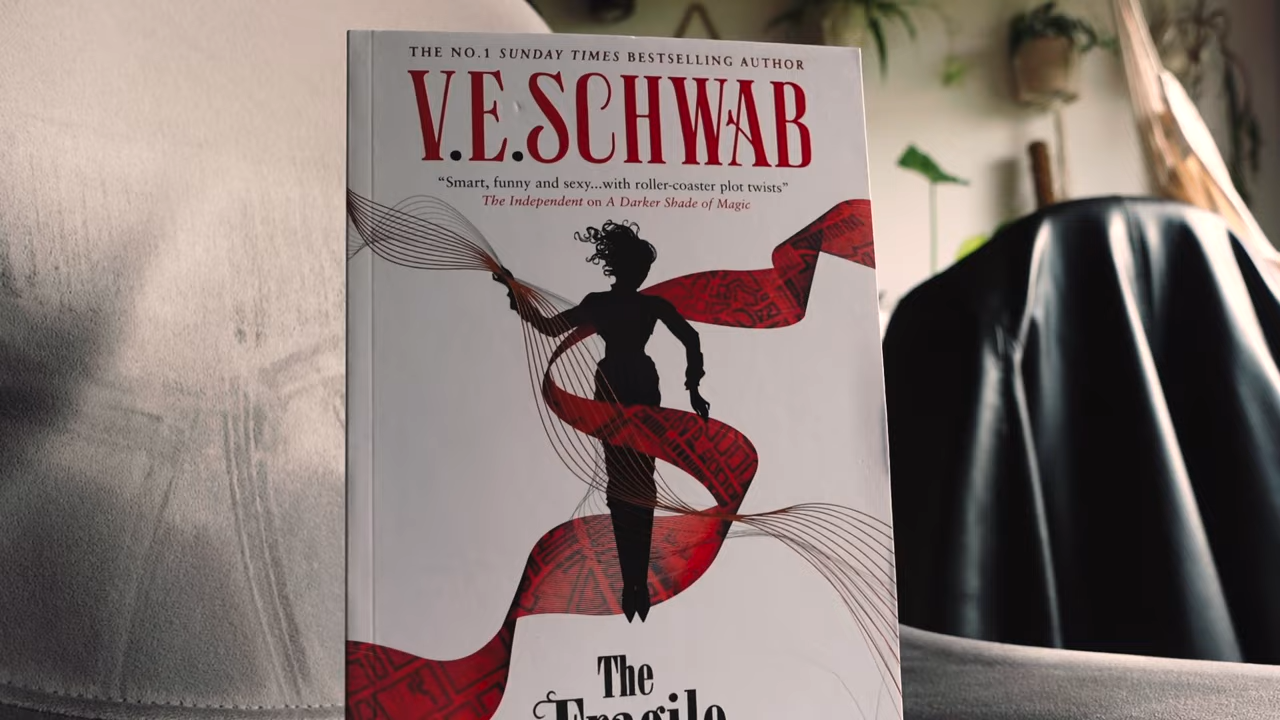 THE NO.1 SUNDAY TIMES BESTSELLING AUTHOR
V.E.SCHWAB
“Smart, funny and sexy...with roller-coaster plot twists”
The Independent on A Darker Shade of Magic
The
Fragile